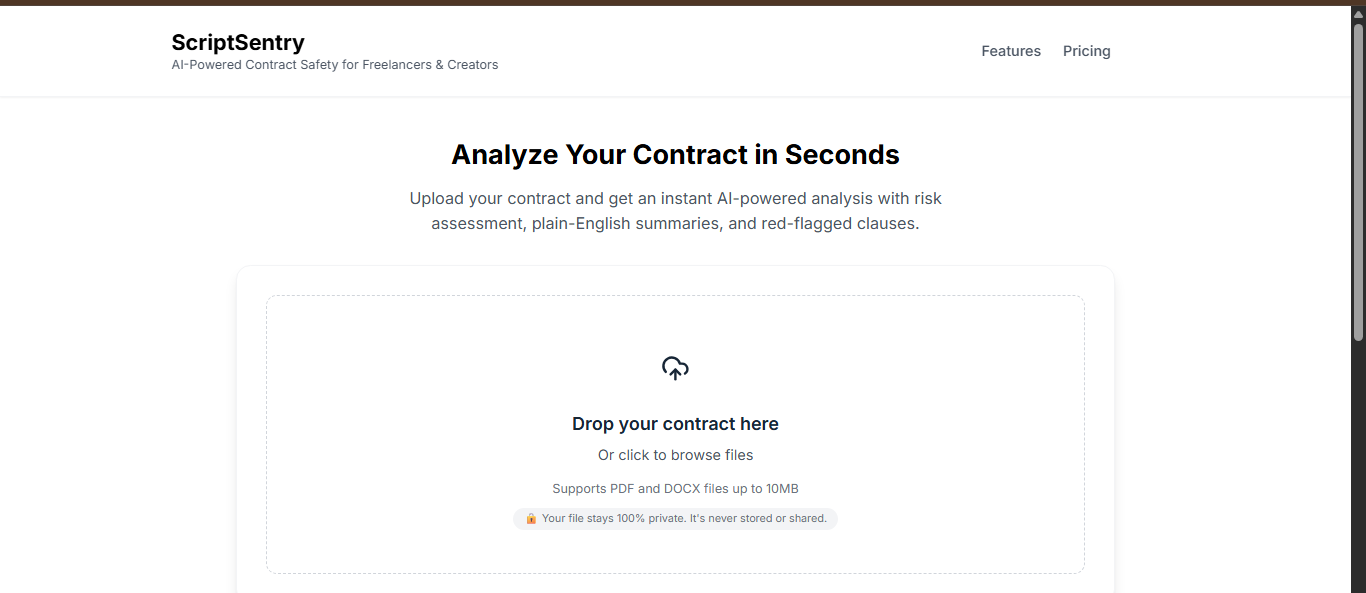 ScriptSentry
AI-Powered Contract Safety for Freelancers & Creators
Features
Pricing
Analyze Your Contract in Seconds
Upload your contract and get an instant AI-powered analysis with risk
assessment, plain-English summaries, and red-flagged clauses.
Drop your contract here
Or click to browse files
Supports PDF and DOCX files up to 10MB
🔒 Your file stays 100% private. It's never stored or shared.